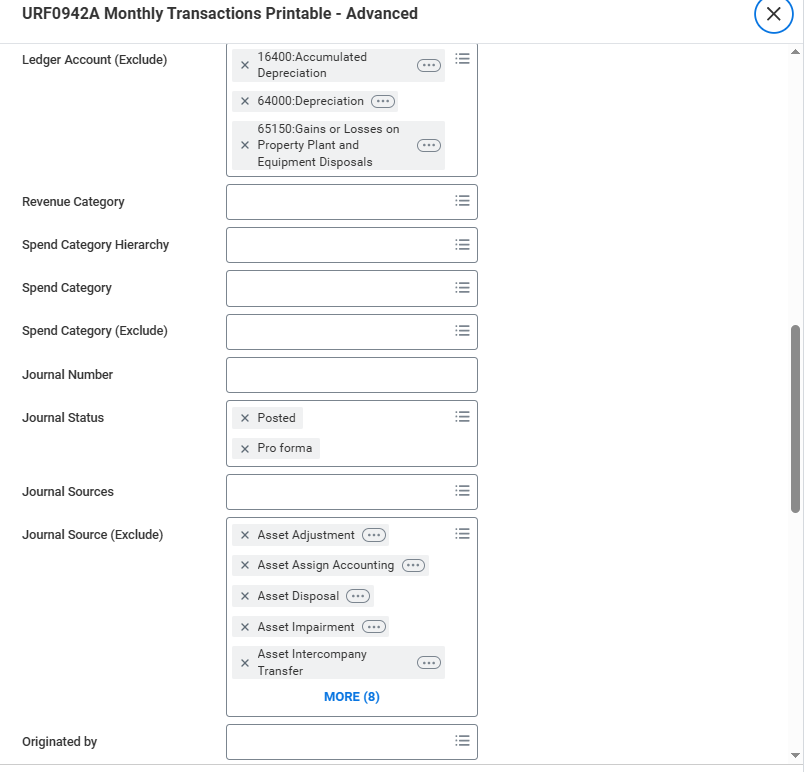 URF0942A Monthly Transactions Printable - Advanced
Ledger Account (Exclude)
16400:Accumulated
Depreciation
64000:Depreciation
65150:Gains or Losses on
Property Plant and
Equipment Disposals
Revenue Category
Spend Category Hierarchy
Spend Category
Spend Category (Exclude)
Journal Number
Journal Status
Posted
Pro forma
Journal Sources
Journal Source (Exclude)
Asset Adjustment
Asset Assign Accounting
Asset Disposal
Asset Impairment
Asset Intercompany
Transfer
MORE (8)
Originated by